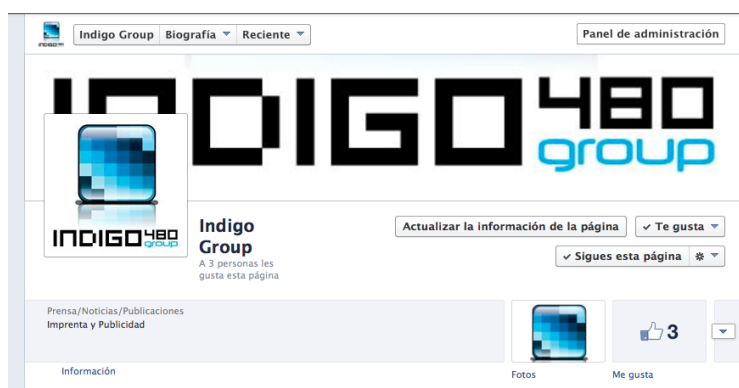 INDIGO480
Indigo Group Biografía Reciente
Panel de administración
INDIGO 480
group
INDIGO 480
group
Indigo
Group
A 3 personas les
gusta esta página
Actualizar la información de la página
✓ Te gusta
✓ Sigues esta página
Prensa/Noticias/Publicaciones
Imprenta y Publicidad
3
Información
Fotos
Me gusta